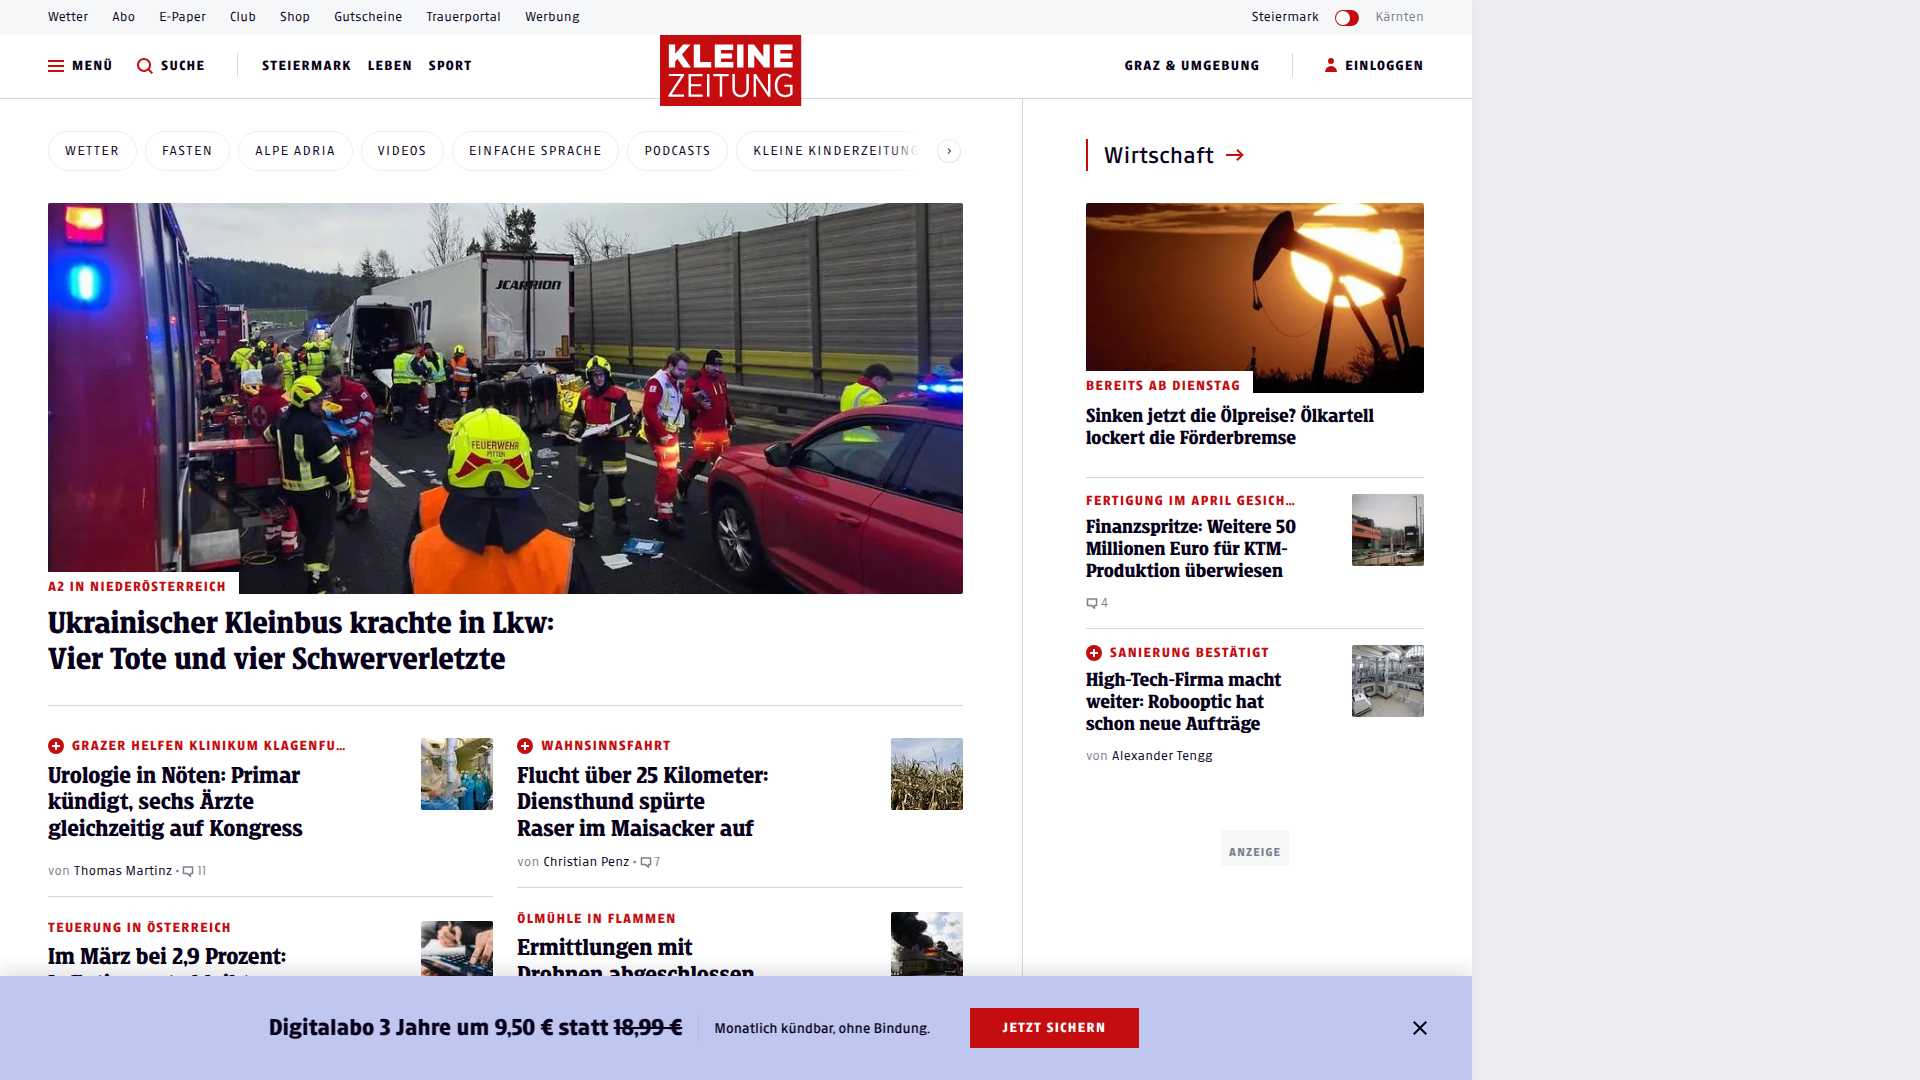 Wetter Abo E-Paper Club Shop Gutscheine Trauerportal Werbung Steiermark Kärnten
MENÜ SUCHE STEIERMARK LEBEN SPORT KLEINE ZEITUNG GRAZ & UMGEBUNG EINLOGGEN
WETTER FASTEN ALPE ADRIA VIDEOS EINFACHE SPRACHE PODCASTS KLEINE KINDERZEITUNG
JCARRION
FEUERWEHR
PITTEN
A2 IN NIEDERÖSTERREICH
Ukrainischer Kleinbus krachte in Lkw:
Vier Tote und vier Schwerverletzte
GRAZER HELFEN KLINIKUM KLAGENFU...
Urologie in Nöten: Primar
kündigt, sechs Ärzte
gleichzeitig auf Kongress
von Thomas Martinz • 11
WAHNSINNSFAHRT
Flucht über 25 Kilometer:
Diensthund spürte
Raser im Maisacker auf
von Christian Penz • 7
TEUERUNG IN ÖSTERREICH
Im März bei 2,9 Prozent:
ÖLMÜHLE IN FLAMMEN
Ermittlungen mit
Drohnen abgeschlossen
Wirtschaft
BEREITS AB DIENSTAG
Sinken jetzt die Ölpreise? Ölkartell
lockert die Förderbremse
FERTIGUNG IM APRIL GESICH...
Finanzspritze: Weitere 50
Millionen Euro für KTM-
Produktion überwiesen
4
SANIERUNG BESTÄTIGT
High-Tech-Firma macht
weiter: Robooptic hat
schon neue Aufträge
von Alexander Tengg
ANZEIGE
Digitalabo 3 Jahre um 9,50 € statt 18,99 € Monatlich kündbar, ohne Bindung. JETZT SICHERN